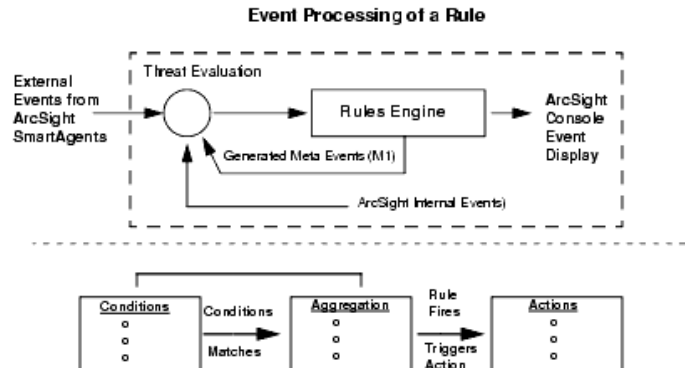 Event Processing of a Rule
Threat Evaluation
External
Events from
ArcSight
SmartAgents
Rules Engine
ArcSight
Console
Event
Display
Generated Meta Events (M1)
ArcSight Internal Events)
Conditions
Conditions
Matches
Aggregation
Rule
Fires
Triggers
Action
Actions